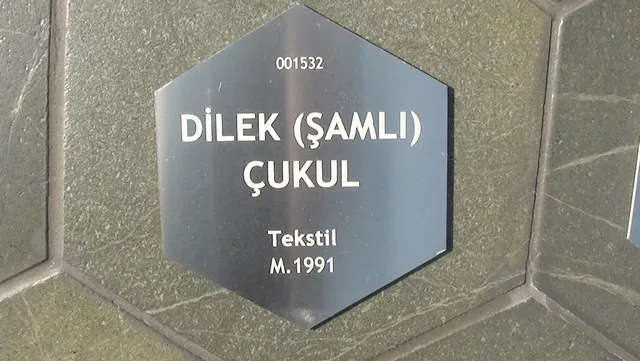 001532
DİLEK (ŞAMLI)
ÇUKUL
Tekstil
M.1991